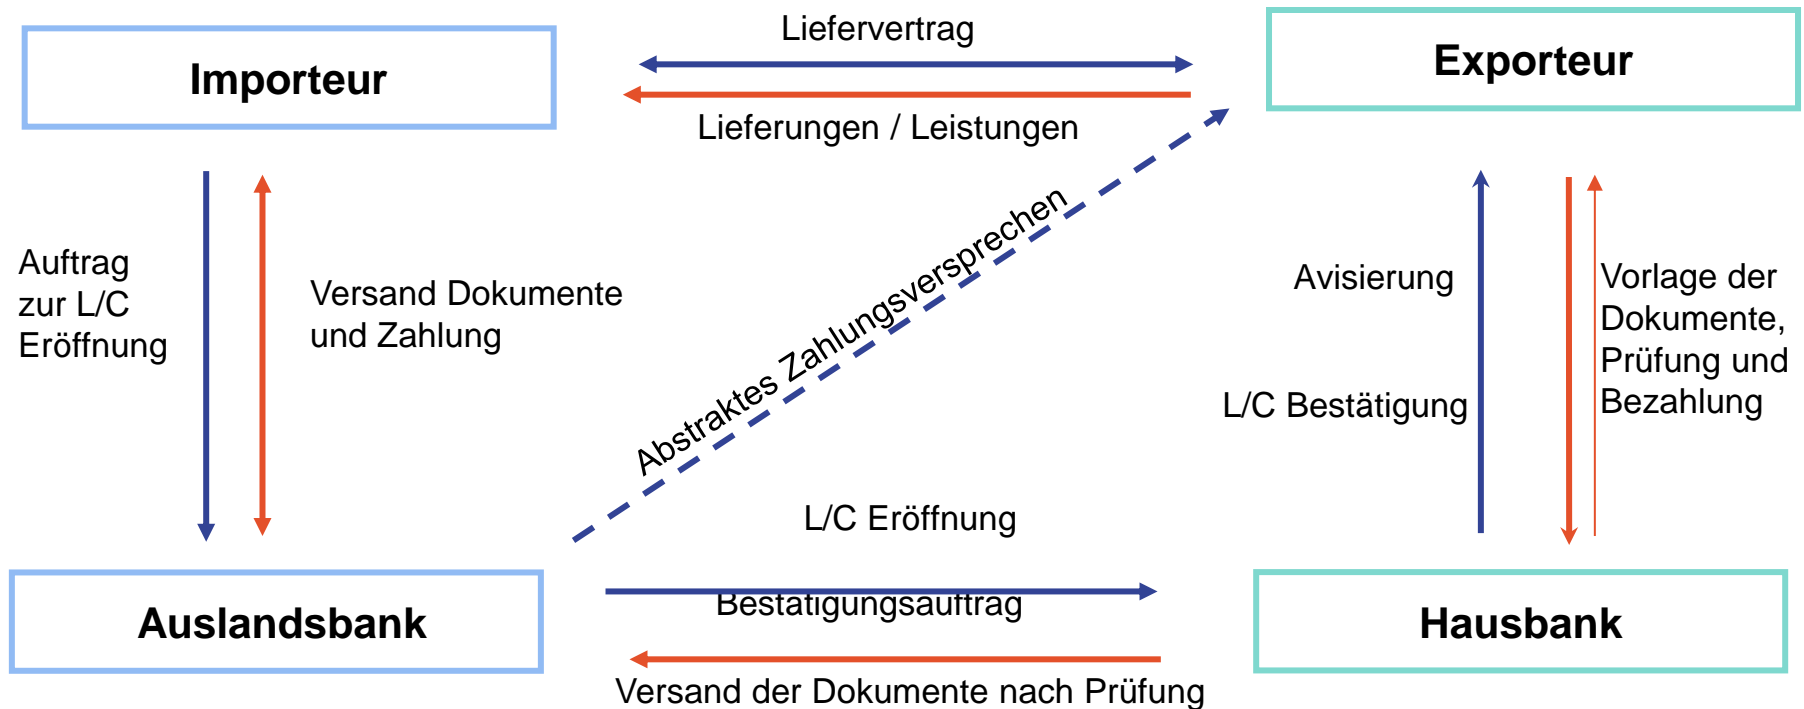 Liefervertrag
Importeur
Exporteur
Lieferungen / Leistungen
Auftrag
zur L/C
Eröffnung
Versand Dokumente
und Zahlung
Abstraktes Zahlungsversprechen
Avisierung
L/C Bestätigung
Vorlage der
Dokumente,
Prüfung und
Bezahlung
L/C Eröffnung
Bestätigungsauftrag
Auslandsbank
Hausbank
Versand der Dokumente nach Prüfung